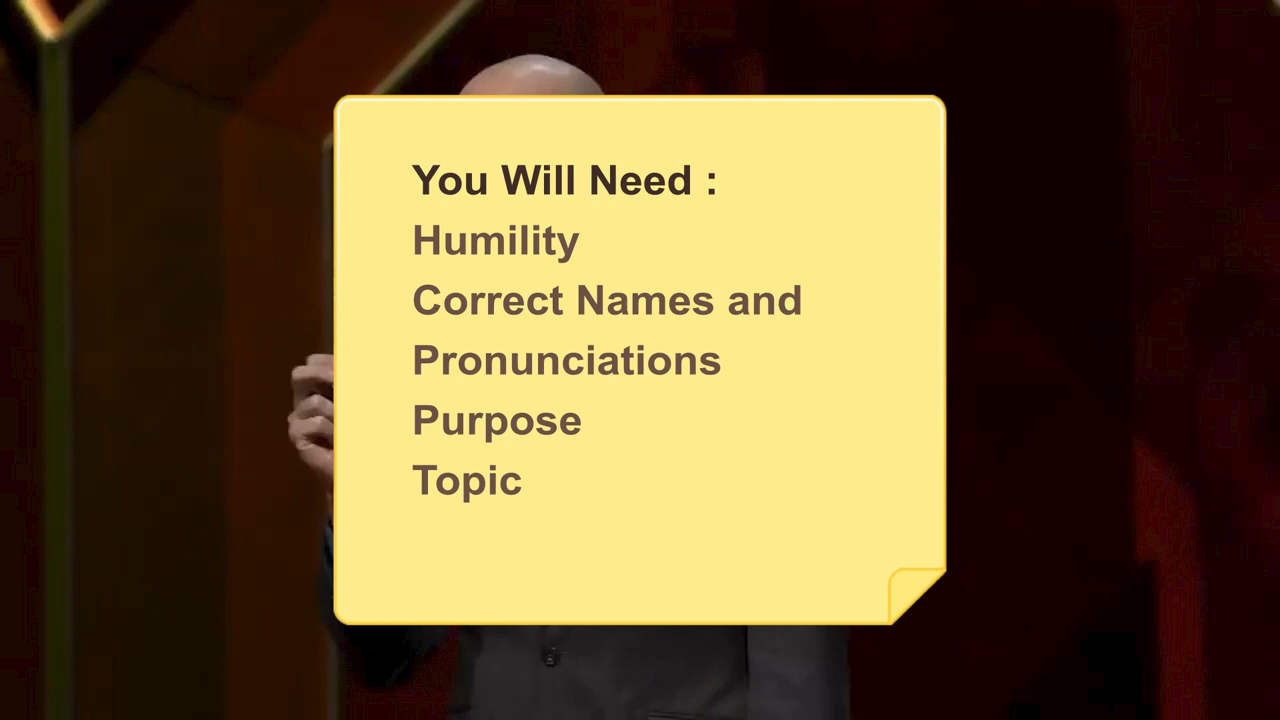 You Will Need :
Humility
Correct Names and
Pronunciations
Purpose
Topic